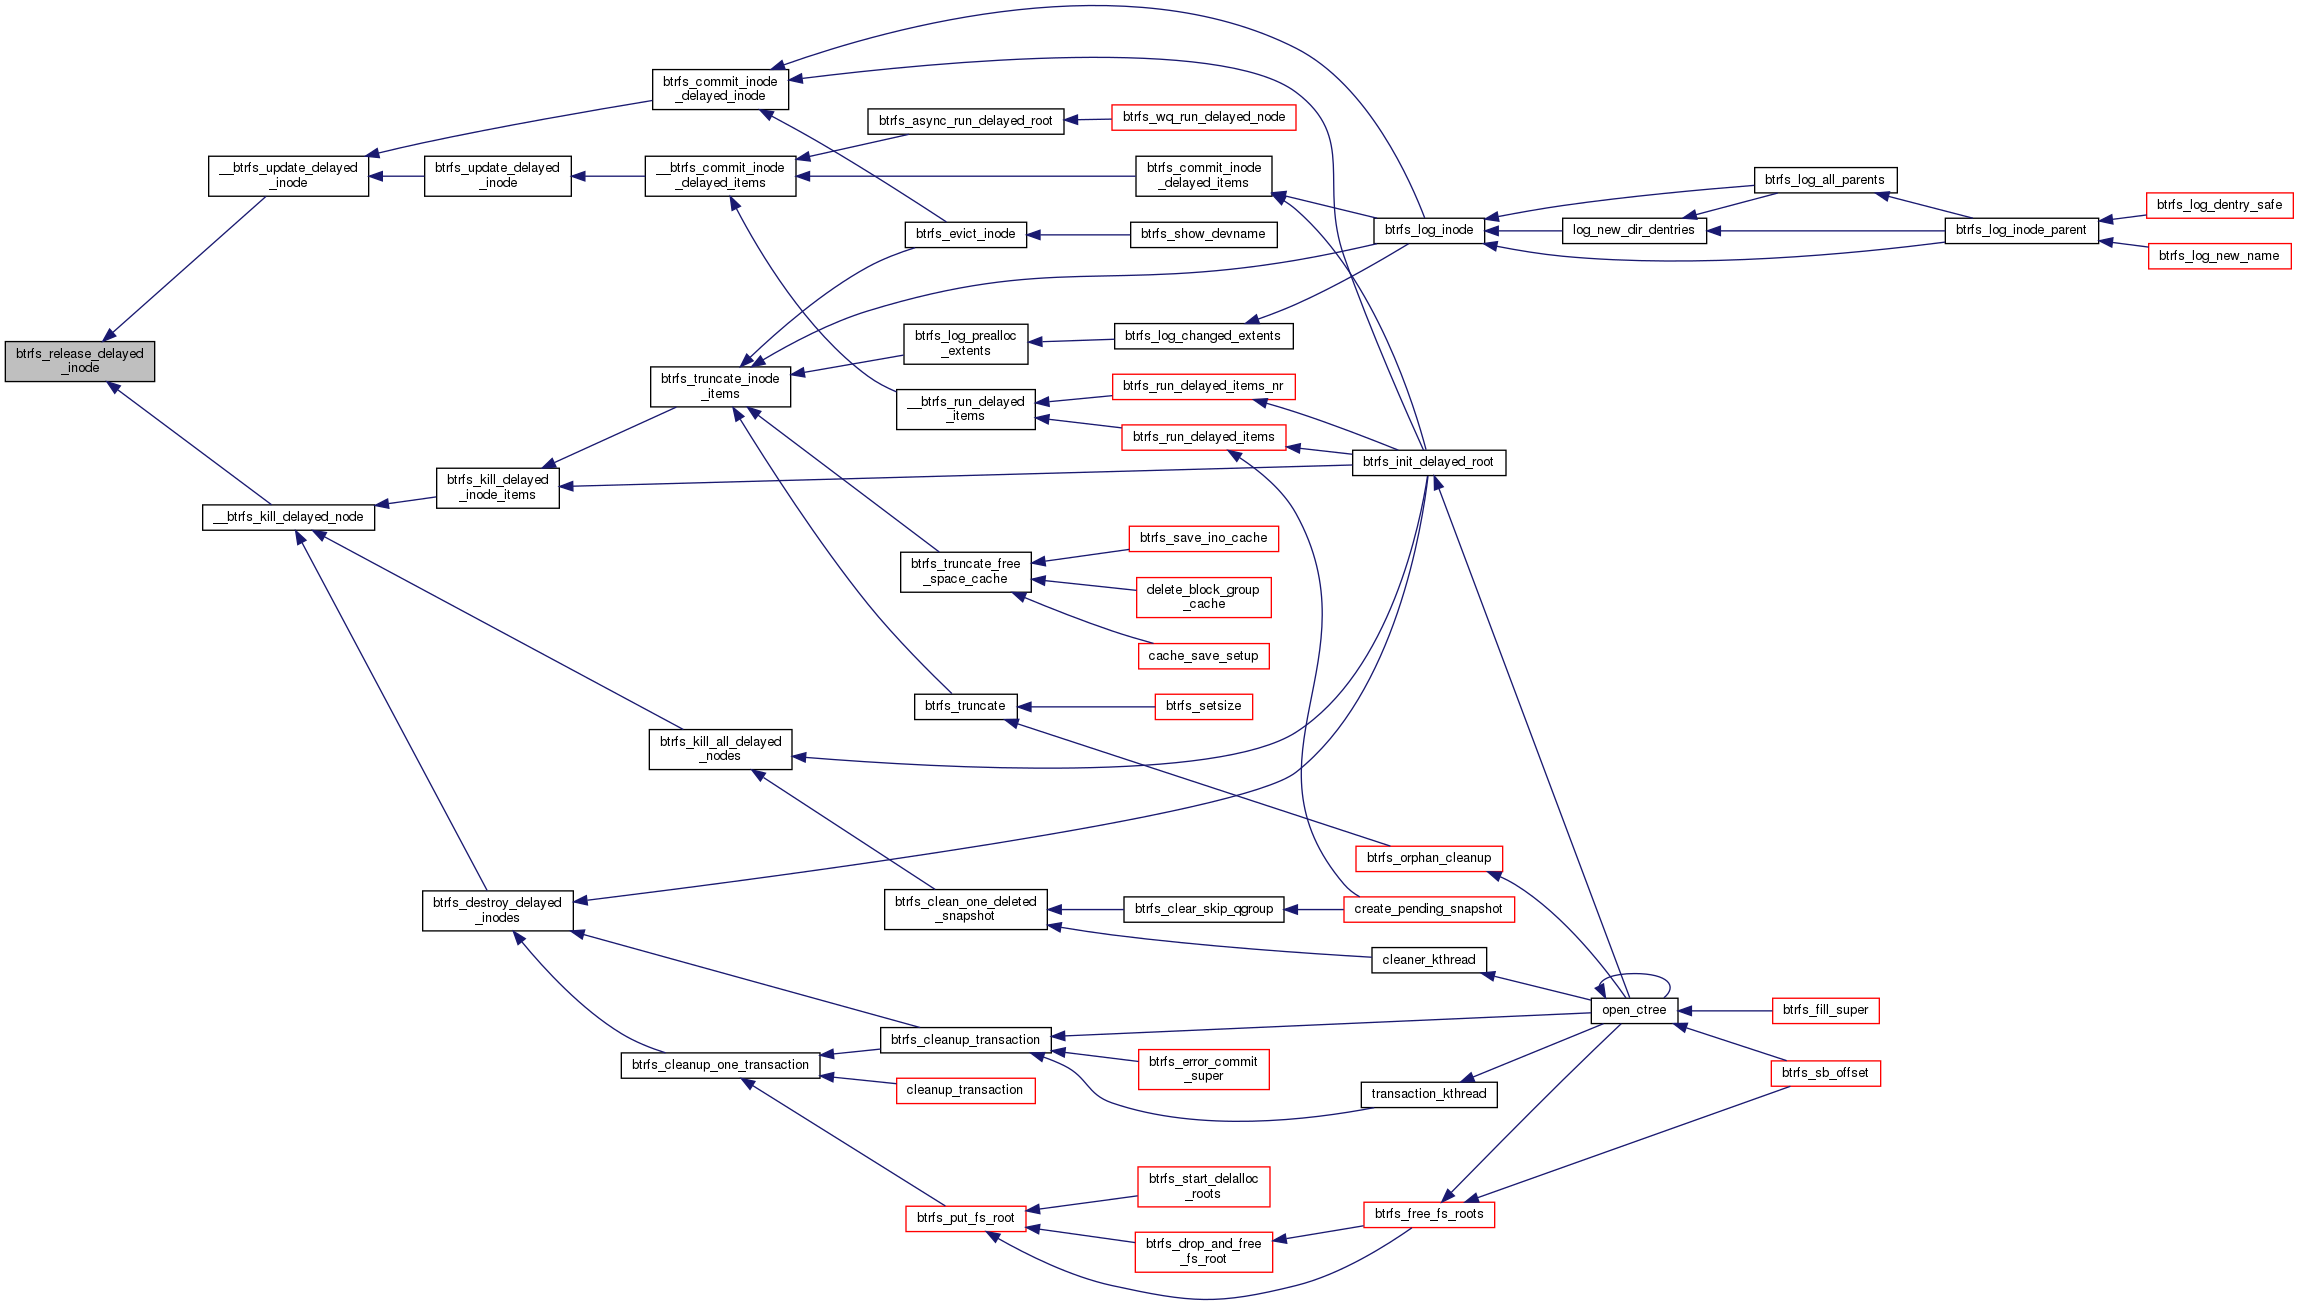 btrfs_release_delayed
_inode
__btrfs_update_delayed
_inode
__btrfs_kill_delayed_node
btrfs_update_delayed
_inode
btrfs_kill_delayed
_inode_items
btrfs_destroy_delayed
_inodes
btrfs_commit_inode
_delayed_inode
__btrfs_commit_inode
_delayed_items
btrfs_truncate_inode
_items
btrfs_kill_all_delayed
_nodes
btrfs_cleanup_one_transaction
btrfs_async_run_delayed_root
btrfs_evict_inode
btrfs_log_prealloc
_extents
__btrfs_run_delayed
_items
btrfs_truncate_free
_space_cache
btrfs_truncate
btrfs_clean_one_deleted
_snapshot
btrfs_cleanup_transaction
cleanup_transaction
btrfs_put_fs_root
btrfs_wq_run_delayed_node
btrfs_commit_inode
_delayed_items
btrfs_show_devname
btrfs_log_changed_extents
btrfs_run_delayed_items_nr
btrfs_run_delayed_items
btrfs_save_ino_cache
delete_block_group
_cache
cache_save_setup
btrfs_setsize
btrfs_clear_skip_qgroup
btrfs_error_commit
_super
btrfs_start_delalloc
_roots
btrfs_drop_and_free
_fs_root
btrfs_log_inode
btrfs_init_delayed_root
btrfs_orphan_cleanup
create_pending_snapshot
cleaner_kthread
transaction_kthread
btrfs_free_fs_roots
log_new_dir_dentries
open_ctree
btrfs_log_all_parents
btrfs_fill_super
btrfs_sb_offset
btrfs_log_inode_parent
btrfs_log_dentry_safe
btrfs_log_new_name